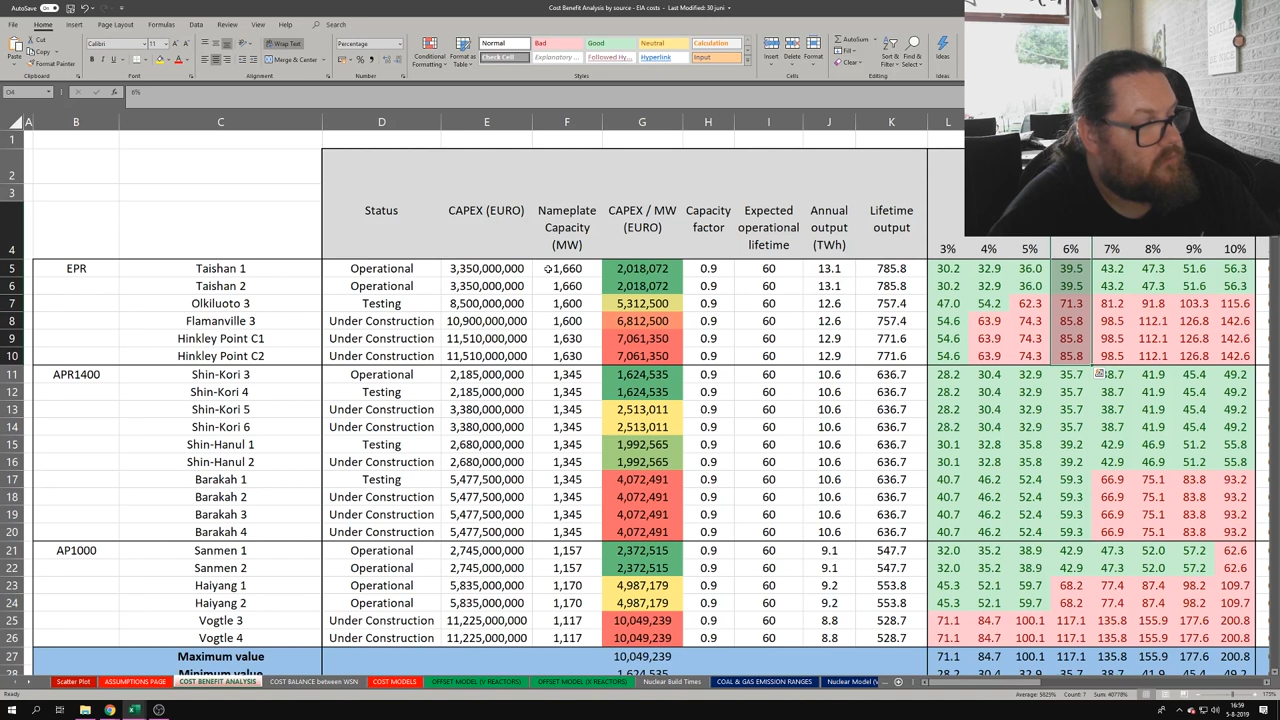 AutoSave On Cost Benefit Analysis by source - EIA costs - Last Modified: 30 juni
File Home Insert Page Layout Formulas Data Review View Help Search
Cut
Copy
Format Painter
Paste
Clipboard
Calibri 11
Font
Wrap Text
Merge & Center
Alignment
Percentage
Number
Conditional Formatting Format as Table
Normal Bad Good Neutral Calculation
Check Cell Explanatory ... Followed Hy... Hyperlink Input
Styles
Insert Delete Format
Cells
AutoSum
Fill
Clear
Sort & Filter Find & Select
Editing
Ideas
Ideas
O4 6%
A B C D E F G H I J K
1
2
3
4 Status CAPEX (EURO) Nameplate Capacity (MW) CAPEX / MW (EURO) Capacity factor Expected operational lifetime Annual output (TWh) Lifetime output 3% 4% 5% 6% 7% 8% 9% 10%
5 EPR Taishan 1 Operational 3,350,000,000 1,660 2,018,072 0.9 60 13.1 785.8 30.2 32.9 36.0 39.5 43.2 47.3 51.6 56.3
6 Taishan 2 Operational 3,350,000,000 1,660 2,018,072 0.9 60 13.1 785.8 30.2 32.9 36.0 39.5 43.2 47.3 51.6 56.3
7 Olkiluoto 3 Testing 8,500,000,000 1,600 5,312,500 0.9 60 12.6 757.4 47.0 54.2 62.3 71.3 81.2 91.8 103.3 115.6
8 Flamanville 3 Under Construction 10,900,000,000 1,600 6,812,500 0.9 60 12.6 757.4 54.6 63.9 74.3 85.8 98.5 112.1 126.8 142.6
9 Hinkley Point C1 Under Construction 11,510,000,000 1,630 7,061,350 0.9 60 12.9 771.6 54.6 63.9 74.3 85.8 98.5 112.1 126.8 142.6
10 Hinkley Point C2 Under Construction 11,510,000,000 1,630 7,061,350 0.9 60 12.9 771.6 54.6 63.9 74.3 85.8 98.5 112.1 126.8 142.6
11 APR1400 Shin-Kori 3 Operational 2,185,000,000 1,345 1,624,535 0.9 60 10.6 636.7 28.2 30.4 32.9 35.7 38.7 41.9 45.4 49.2
12 Shin-Kori 4 Testing 2,185,000,000 1,345 1,624,535 0.9 60 10.6 636.7 28.2 30.4 32.9 35.7 38.7 41.9 45.4 49.2
13 Shin-Kori 5 Under Construction 3,380,000,000 1,345 2,513,011 0.9 60 10.6 636.7 28.2 30.4 32.9 35.7 38.7 41.9 45.4 49.2
14 Shin-Kori 6 Under Construction 3,380,000,000 1,345 2,513,011 0.9 60 10.6 636.7 28.2 30.4 32.9 35.7 38.7 41.9 45.4 49.2
15 Shin-Hanul 1 Testing 2,680,000,000 1,345 1,992,565 0.9 60 10.6 636.7 30.1 32.8 35.8 39.2 42.9 46.9 51.2 55.8
16 Shin-Hanul 2 Under Construction 2,680,000,000 1,345 1,992,565 0.9 60 10.6 636.7 30.1 32.8 35.8 39.2 42.9 46.9 51.2 55.8
17 Barakah 1 Testing 5,477,500,000 1,345 4,072,491 0.9 60 10.6 636.7 40.7 46.2 52.4 59.3 66.9 75.1 83.8 93.2
18 Barakah 2 Under Construction 5,477,500,000 1,345 4,072,491 0.9 60 10.6 636.7 40.7 46.2 52.4 59.3 66.9 75.1 83.8 93.2
19 Barakah 3 Under Construction 5,477,500,000 1,345 4,072,491 0.9 60 10.6 636.7 40.7 46.2 52.4 59.3 66.9 75.1 83.8 93.2
20 Barakah 4 Under Construction 5,477,500,000 1,345 4,072,491 0.9 60 10.6 636.7 40.7 46.2 52.4 59.3 66.9 75.1 83.8 93.2
21 AP1000 Sanmen 1 Operational 2,745,000,000 1,157 2,372,515 0.9 60 9.1 547.7 32.0 35.2 38.9 42.9 47.3 52.0 57.2 62.6
22 Sanmen 2 Operational 2,745,000,000 1,157 2,372,515 0.9 60 9.1 547.7 32.0 35.2 38.9 42.9 47.3 52.0 57.2 62.6
23 Haiyang 1 Operational 5,835,000,000 1,170 4,987,179 0.9 60 9.2 553.8 45.3 52.1 59.7 68.2 77.4 87.4 98.2 109.7
24 Haiyang 2 Operational 5,835,000,000 1,170 4,987,179 0.9 60 9.2 553.8 45.3 52.1 59.7 68.2 77.4 87.4 98.2 109.7
25 Vogtle 3 Under Construction 11,225,000,000 1,117 10,049,239 0.9 60 8.8 528.7 71.1 84.7 100.1 117.1 135.8 155.9 177.6 200.8
26 Vogtle 4 Under Construction 11,225,000,000 1,117 10,049,239 0.9 60 8.8 528.7 71.1 84.7 100.1 117.1 135.8 155.9 177.6 200.8
27 Maximum value 10,049,239 71.1 84.7 100.1 117.1 135.8 155.9 177.6 200.8
28 Minimum value 1,624,535 28.2 30.4 32.9 35.7 38.7 41.9 45.4 49.2
Scatter Plot ASSUMPTIONS PAGE COST BENEFIT ANALYSIS COST BALANCE between WSN COST MODELS OFFSET MODEL (V REACTORS) OFFSET MODEL (X REACTORS) Nuclear Build Times COAL & GAS EMISSION RANGES Nuclear Model (V ...
Ready Average: 5825% Count: 7 Sum: 40778% 175%
16:59
5-8-2019